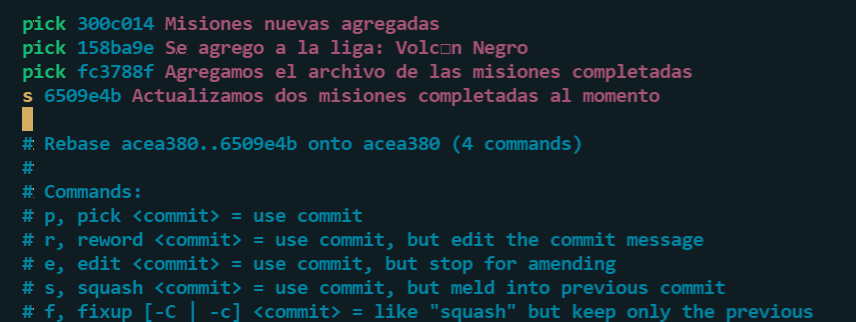 pick 300c014 Misiones nuevas agregadas
pick 158ba9e Se agrego a la liga: Volc□n Negro
pick fc3788f Agregamos el archivo de las misiones completadas
s 6509e4b Actualizamos dos misiones completadas al momento
# Rebase acea380..6509e4b onto acea380 (4 commands)
#
# Commands:
# p, pick <commit> = use commit
# r, reword <commit> = use commit, but edit the commit message
# e, edit <commit> = use commit, but stop for amending
# s, squash <commit> = use commit, but meld into previous commit
# f, fixup [-C | -c] <commit> = like "squash" but keep only the previous